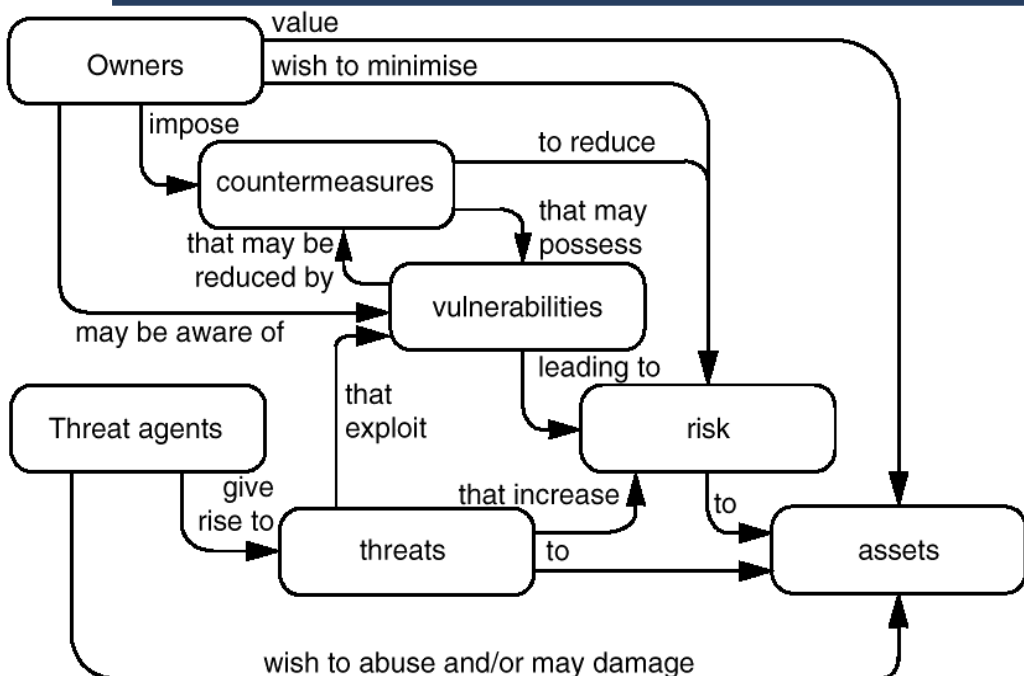 value
Owners
wish to minimise
impose
to reduce
countermeasures
that may
possess
that may be
reduced by
vulnerabilities
may be aware of
leading to
that
exploit
Threat agents
risk
give
rise to
that increase
to
threats
to
assets
wish to abuse and/or may damage